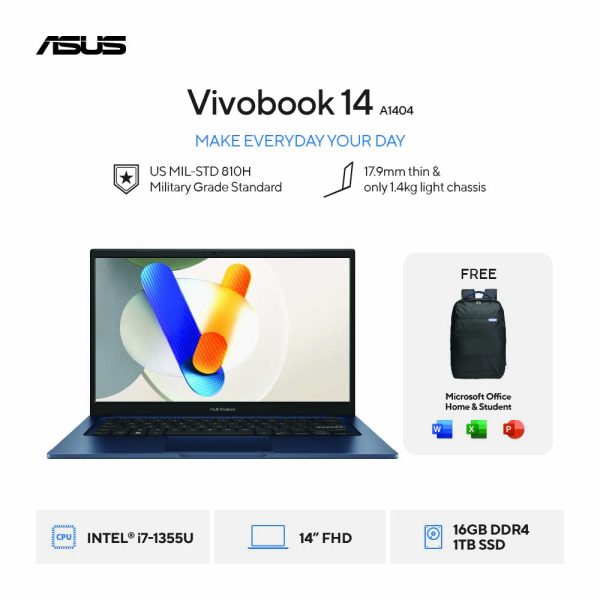 ASUS
Vivobook 14 A1404
MAKE EVERYDAY YOUR DAY
US MIL-STD 810H
Military Grade Standard
17.9mm thin &
only 1.4kg light chassis
FREE
ASUS Vivobook
Microsoft Office
Home & Student
W
X
P
CPU
INTEL® i7-1355U
14” FHD
16GB DDR4
1TB SSD